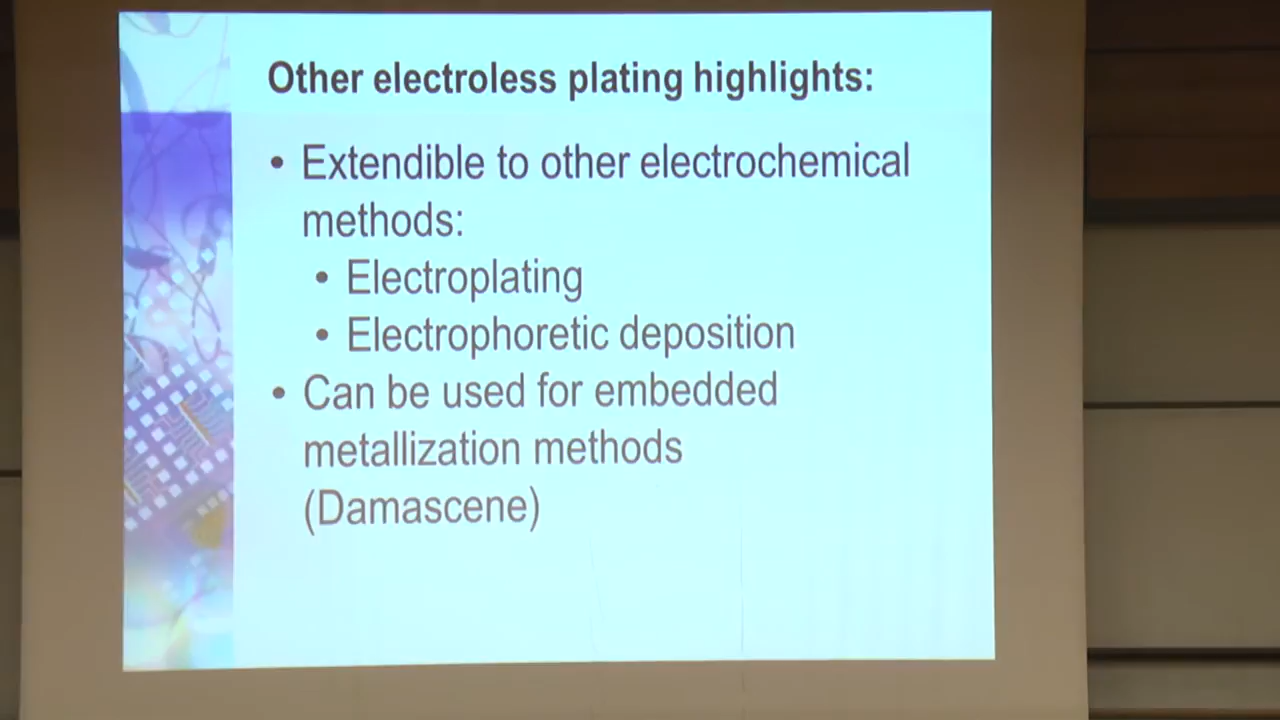 Other electroless plating highlights:
• Extendible to other electrochemical
methods:
• Electroplating
• Electrophoretic deposition
• Can be used for embedded
metallization methods
(Damascene)